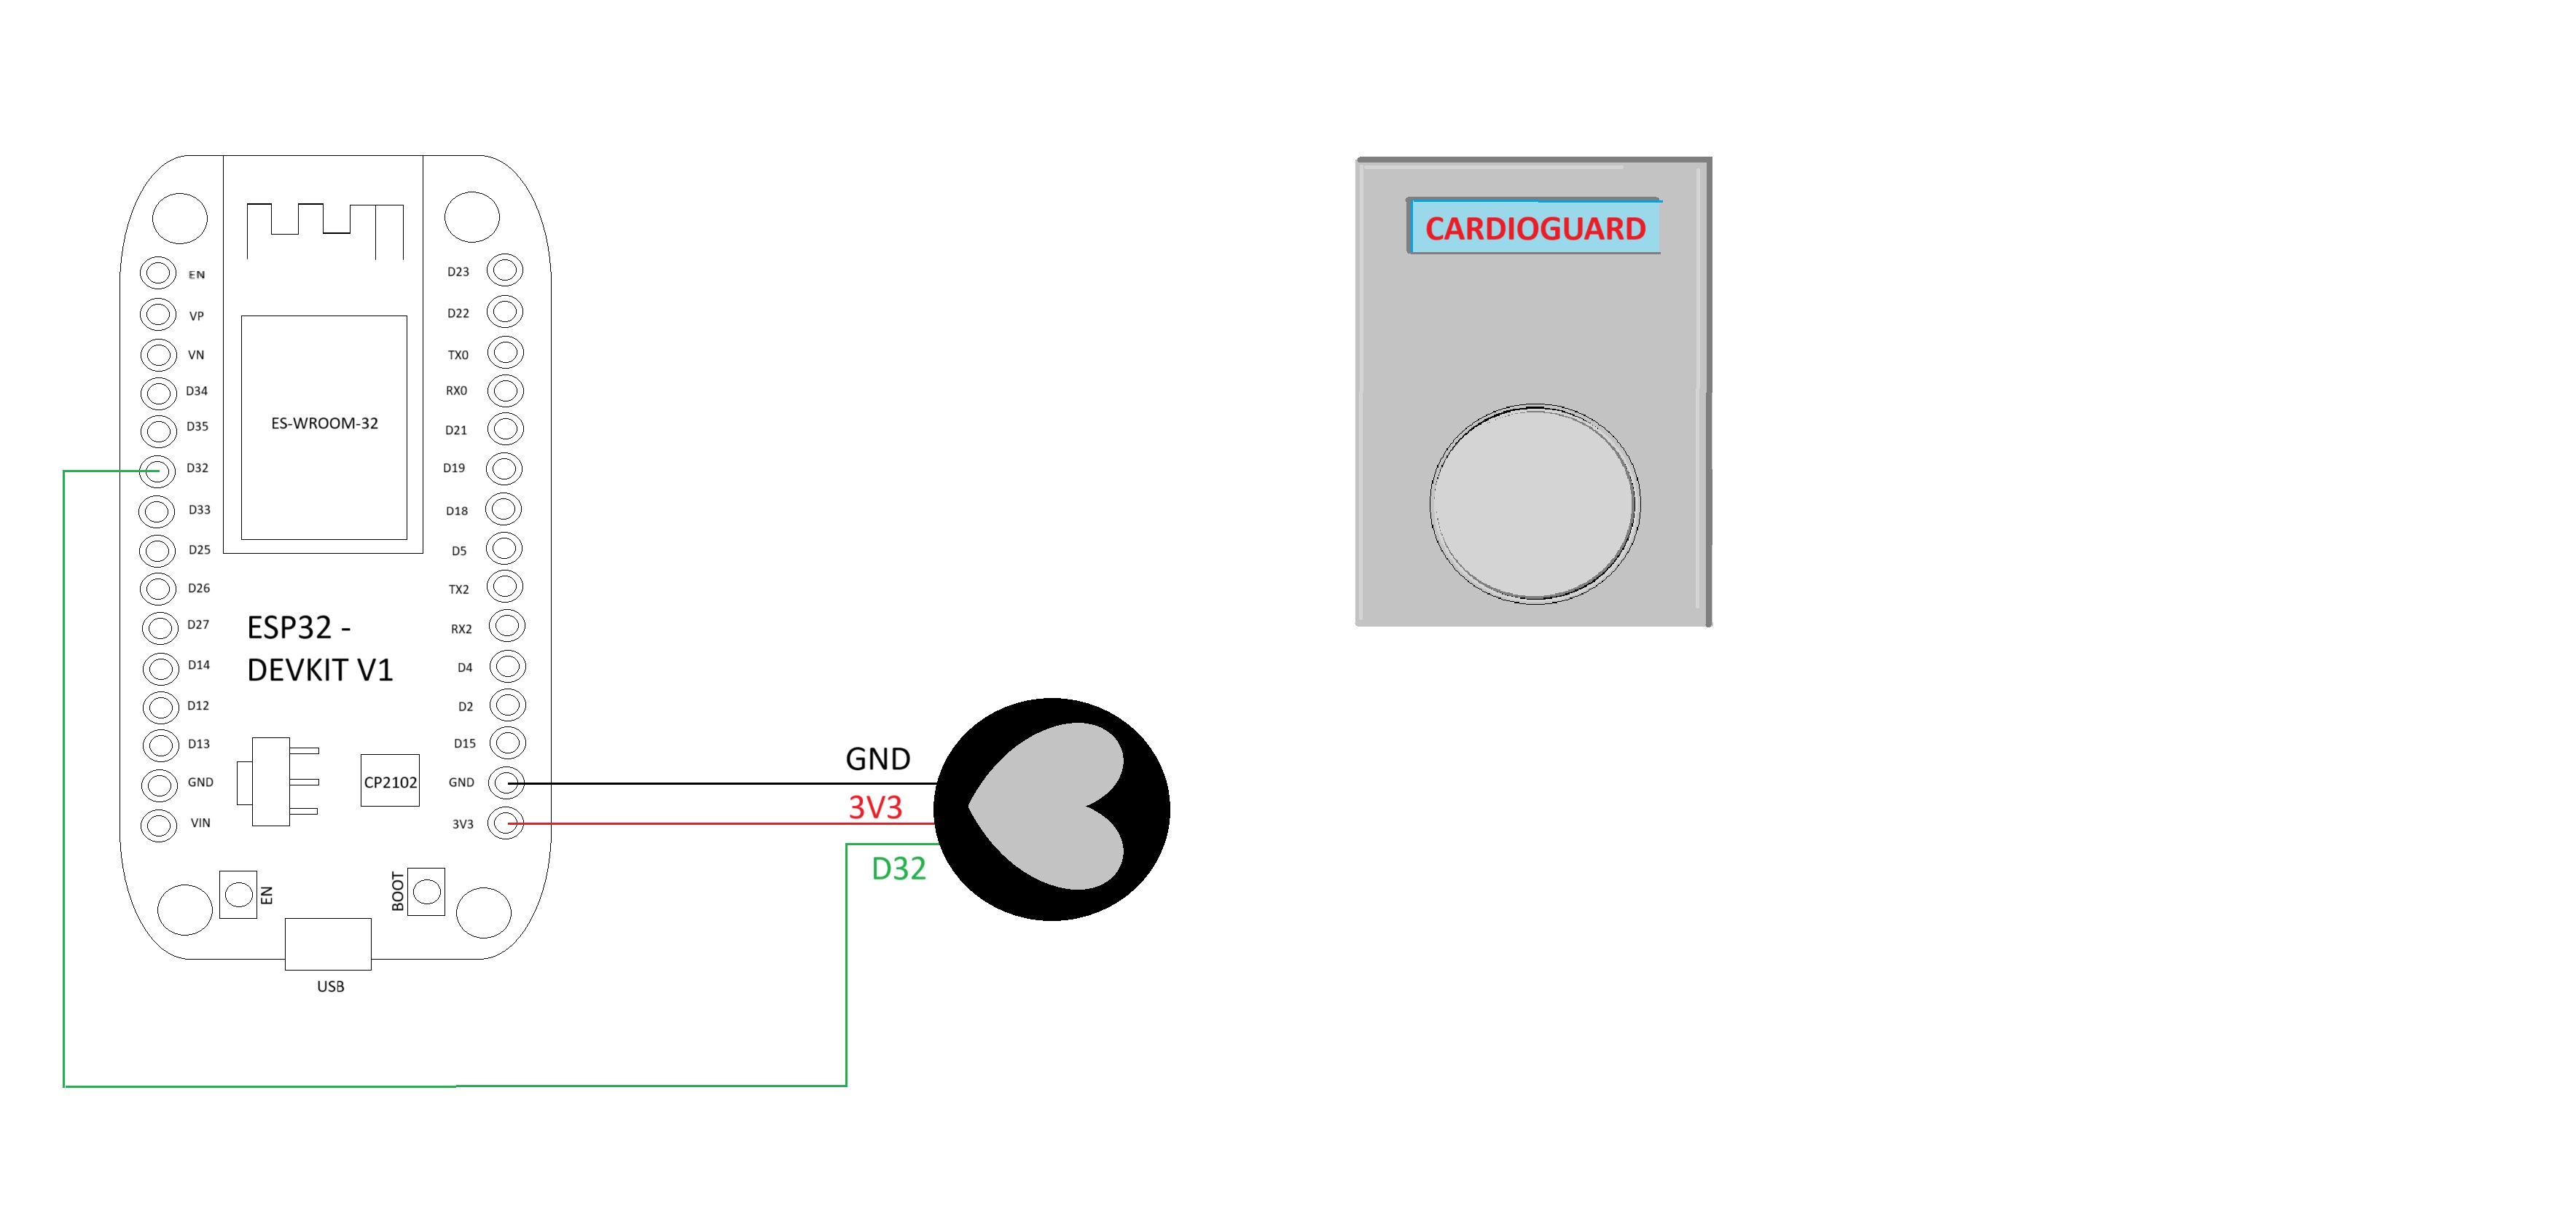 CARDIOGUARD
EN
VP
VN
D34
D35
D32
D33
D25
D26
D27
D14
D12
D13
GND
VIN
ES-WROOM-32
ESP32 -
DEVKIT V1
CP2102
EN
BOOT
USB
D23
D22
TX0
RX0
D21
D19
D18
D5
TX2
RX2
D4
D2
D15
GND
3V3
GND
3V3
D32